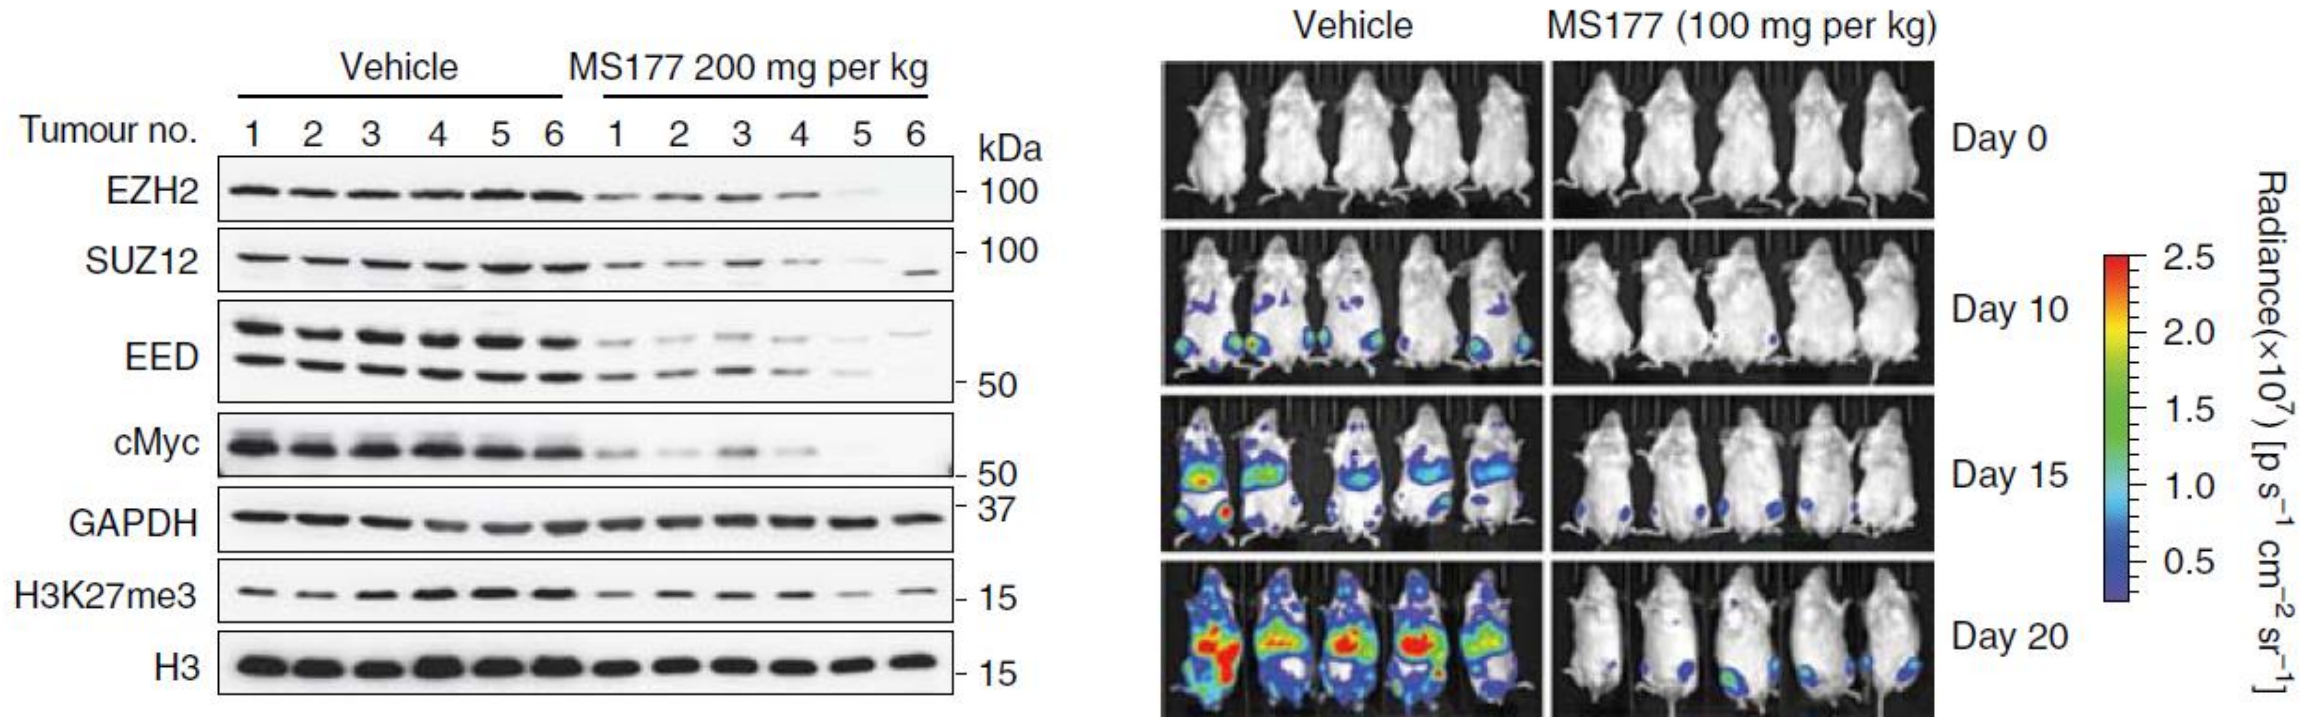 Vehicle MS177 200 mg per kg
Tumour no. 1 2 3 4 5 6 1 2 3 4 5 6
kDa
EZH2 100
SUZ12 100
EED 50
cMyc 50
GAPDH 37
H3K27me3 15
H3 15
Vehicle MS177 (100 mg per kg)
Day 0
Day 10
Day 15
Day 20
2.5
2.0
1.5
1.0
0.5
Radiance(×10⁷) [p s⁻¹ cm⁻² sr⁻¹]